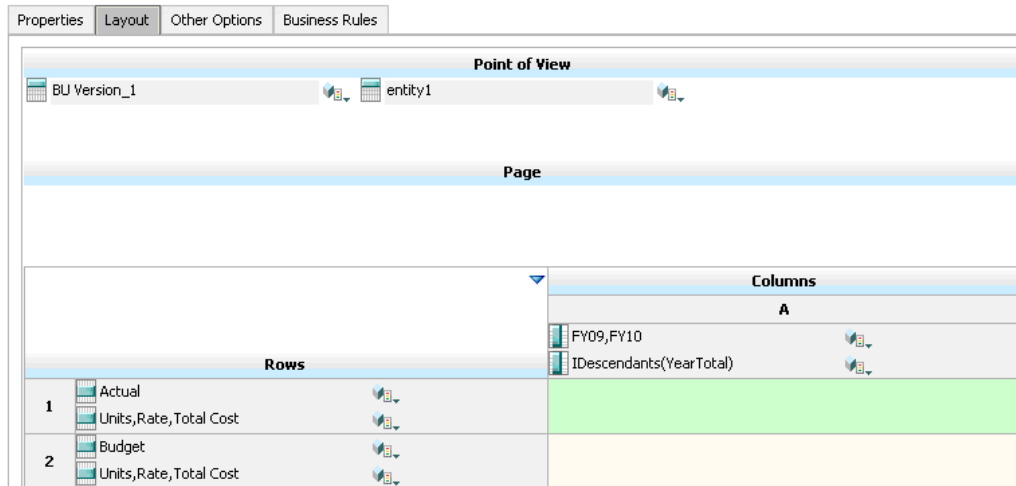 Properties Layout Other Options Business Rules
Point of View
BU Version_1 entity1
Page
Columns
A
FY09,FY10
Rows IDescendants(YearTotal)
1 Actual
Units,Rate,Total Cost
2 Budget
Units,Rate,Total Cost